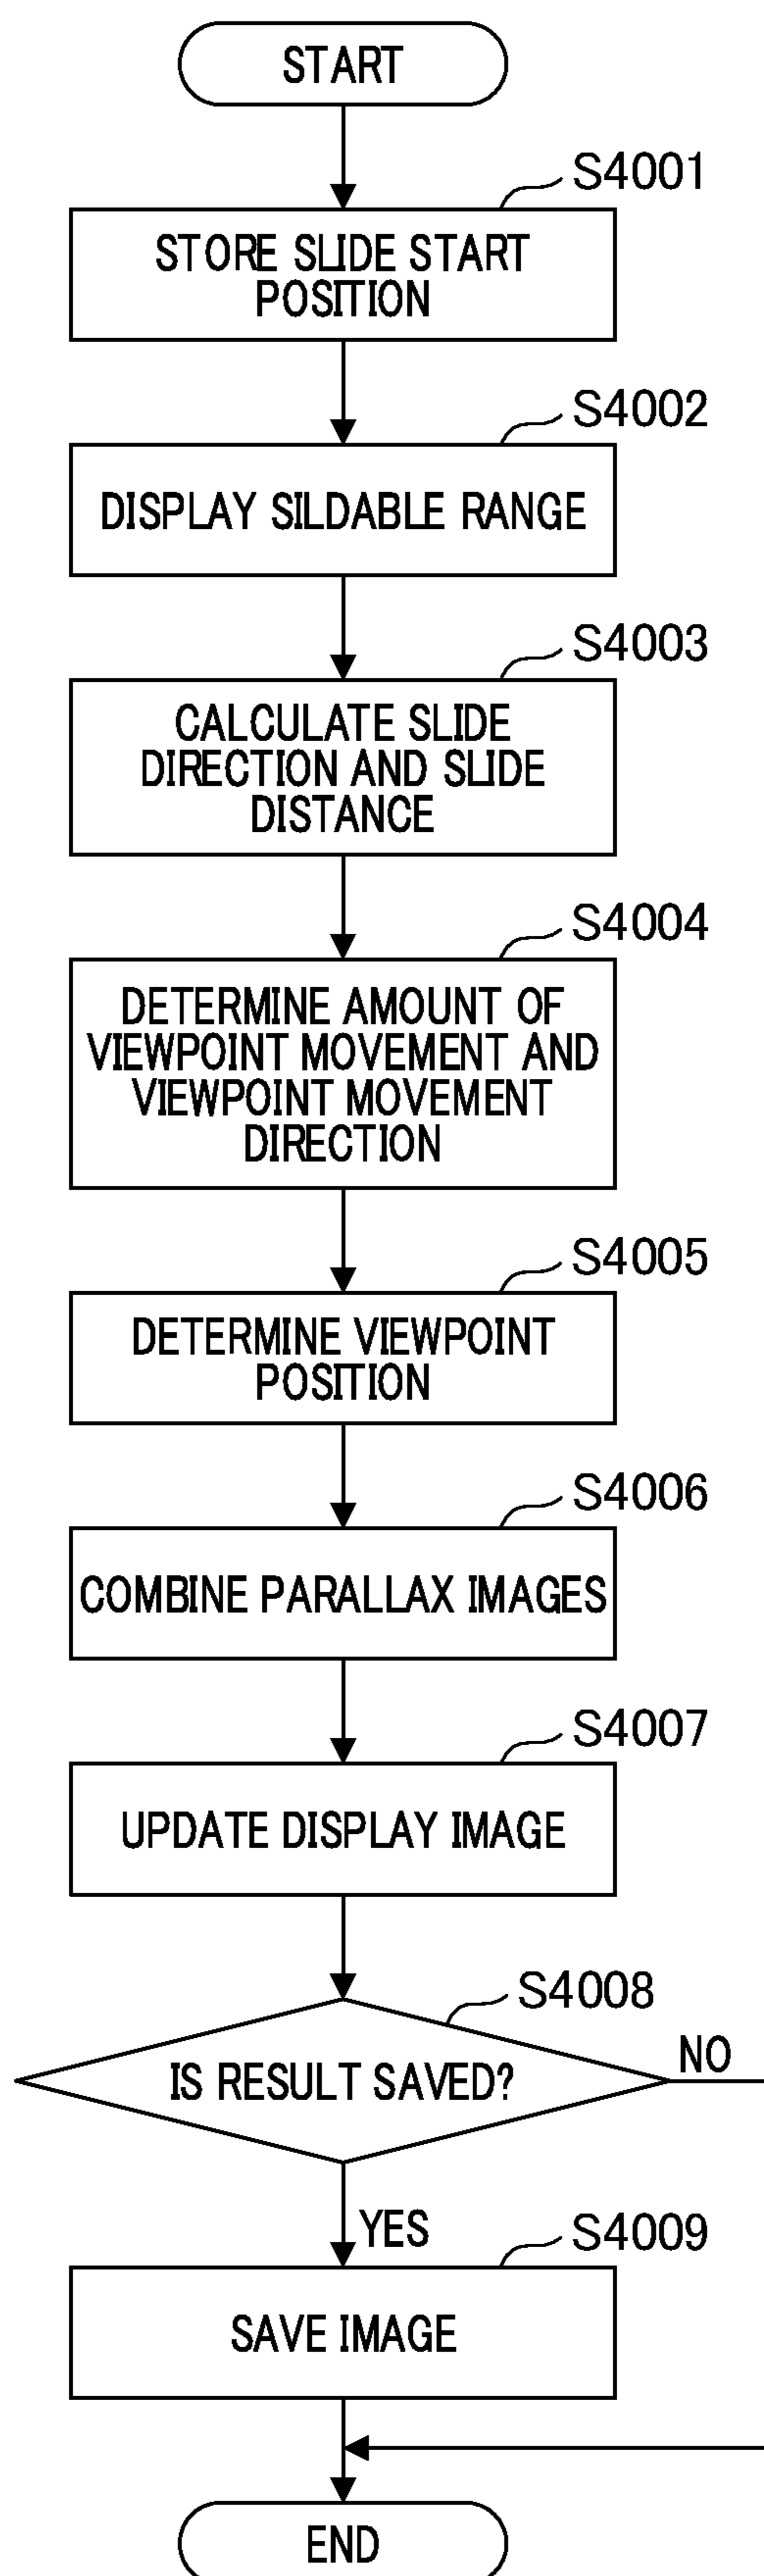 START
S4001
STORE SLIDE START
POSITION
S4002
DISPLAY SILDABLE RANGE
S4003
CALCULATE SLIDE
DIRECTION AND SLIDE
DISTANCE
S4004
DETERMINE AMOUNT OF
VIEWPOINT MOVEMENT AND
VIEWPOINT MOVEMENT
DIRECTION
S4005
DETERMINE VIEWPOINT
POSITION
S4006
COMBINE PARALLAX IMAGES
S4007
UPDATE DISPLAY IMAGE
S4008
IS RESULT SAVED?
NO
YES
S4009
SAVE IMAGE
END